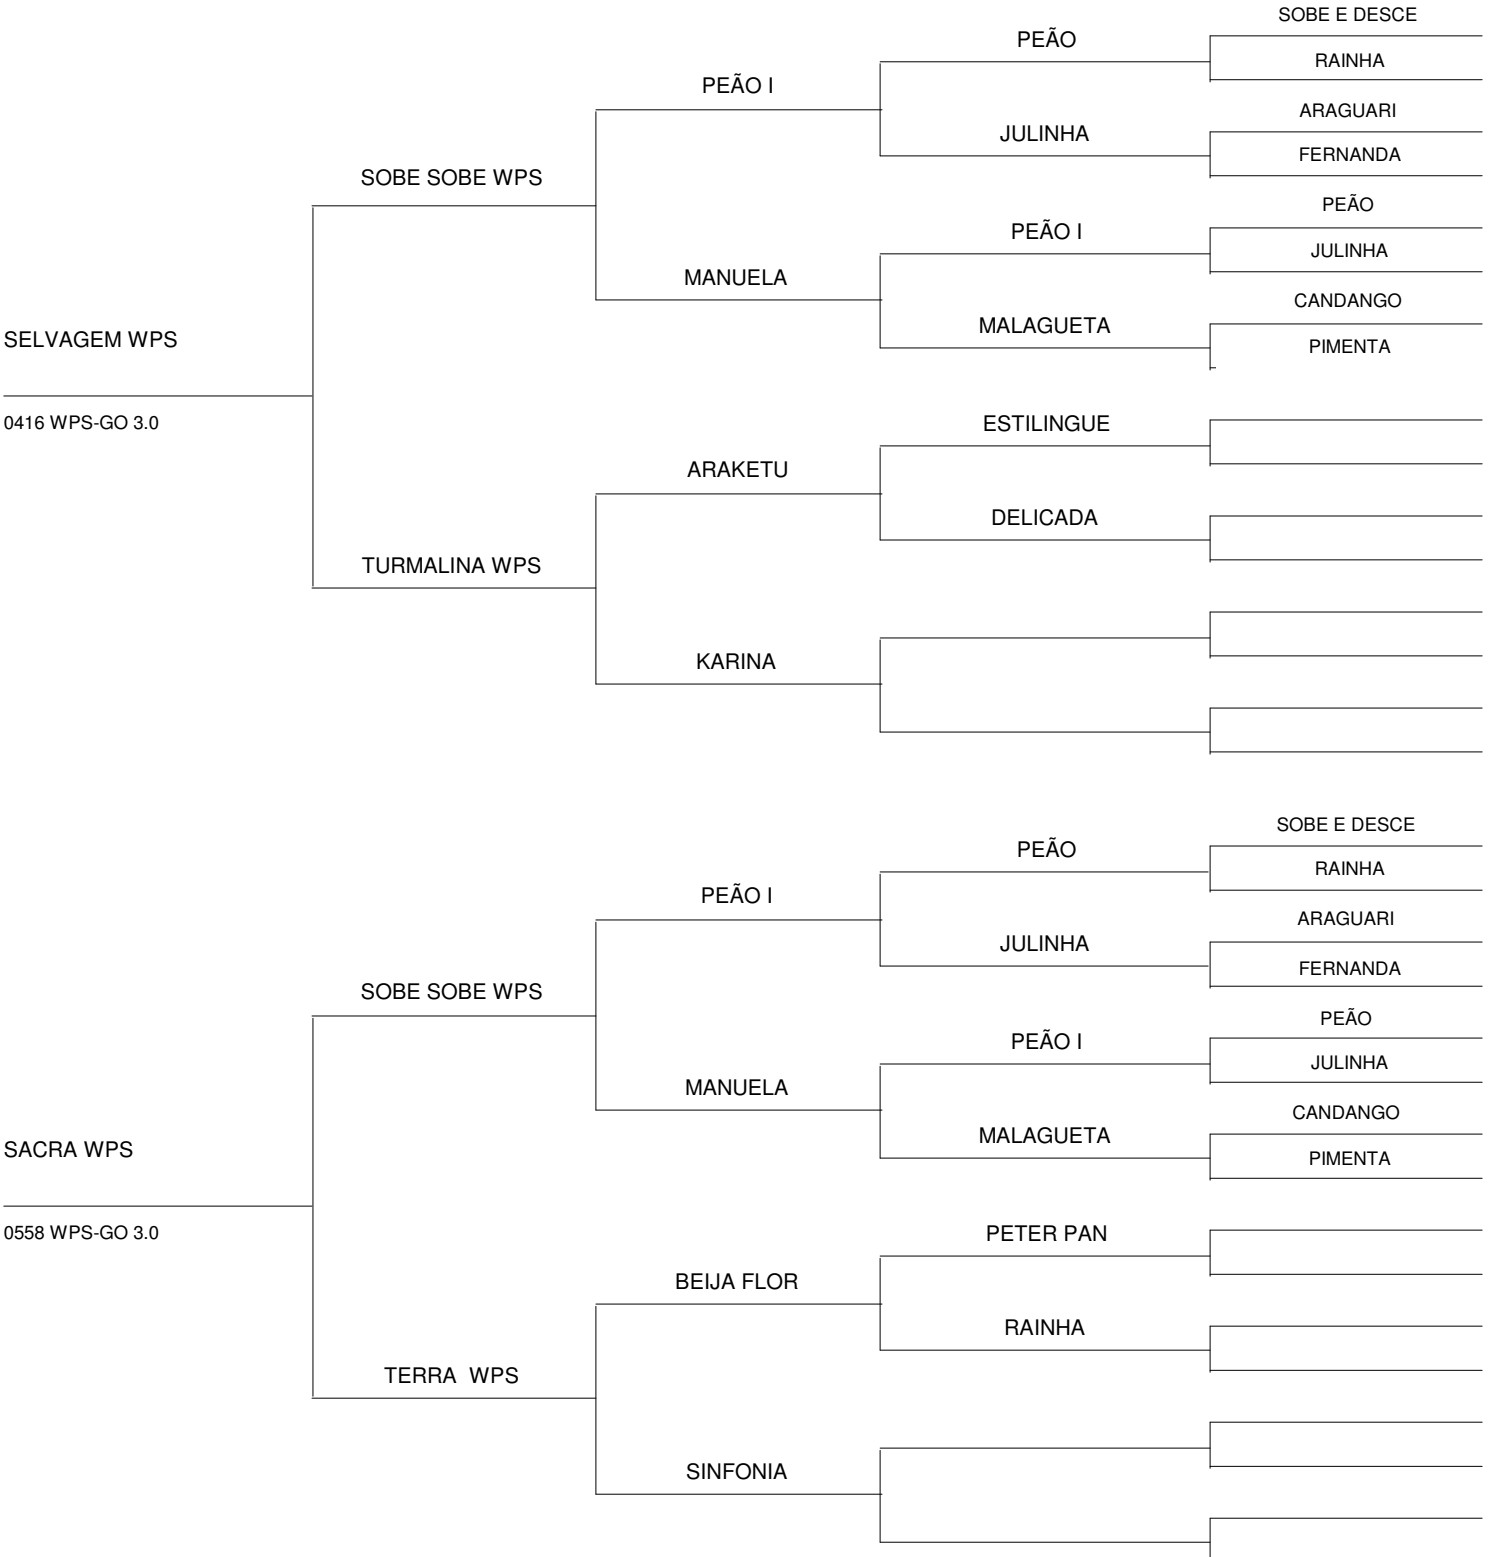 SOBE E DESCE
PEÃO
RAINHA
PEÃO I
ARAGUARI
JULINHA
FERNANDA
SOBE SOBE WPS
PEÃO
PEÃO I
JULINHA
MANUELA
CANDANGO
MALAGUETA
SELVAGEM WPS
PIMENTA
0416 WPS-GO 3.0
ESTILINGUE
ARAKETU
DELICADA
TURMALINA WPS
KARINA
SOBE E DESCE
PEÃO
RAINHA
PEÃO I
ARAGUARI
JULINHA
FERNANDA
SOBE SOBE WPS
PEÃO
PEÃO I
JULINHA
MANUELA
CANDANGO
MALAGUETA
SACRA WPS
PIMENTA
0558 WPS-GO 3.0
PETER PAN
BEIJA FLOR
RAINHA
TERRA  WPS
SINFONIA